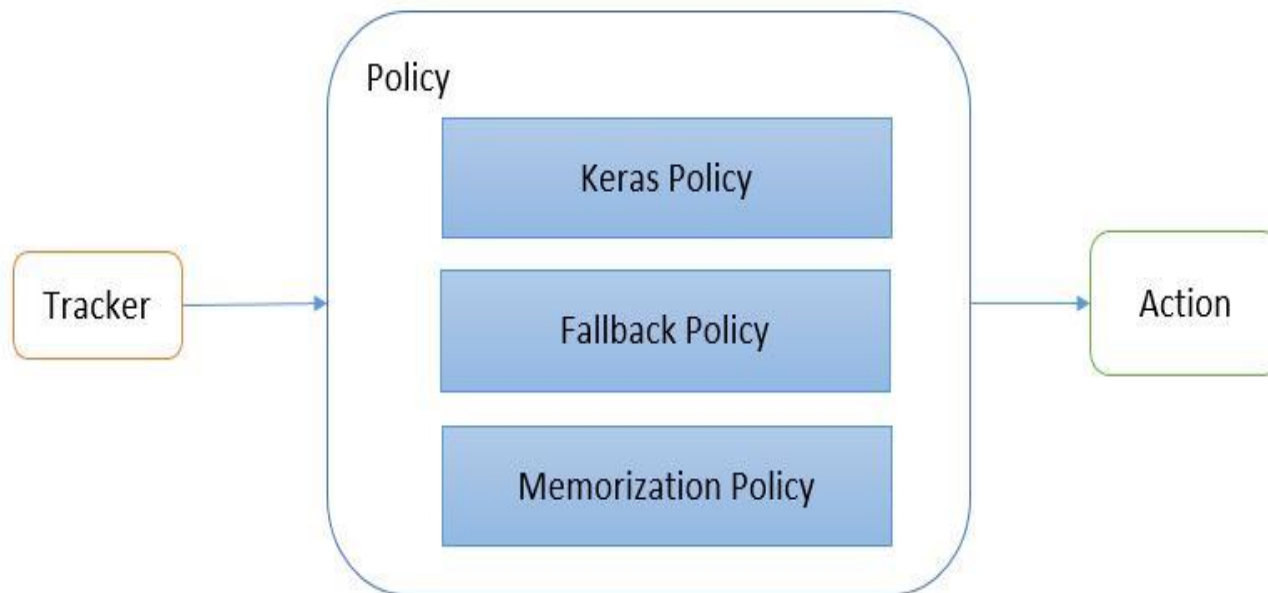 Policy
Keras Policy
Tracker
Fallback Policy
Action
Memorization Policy